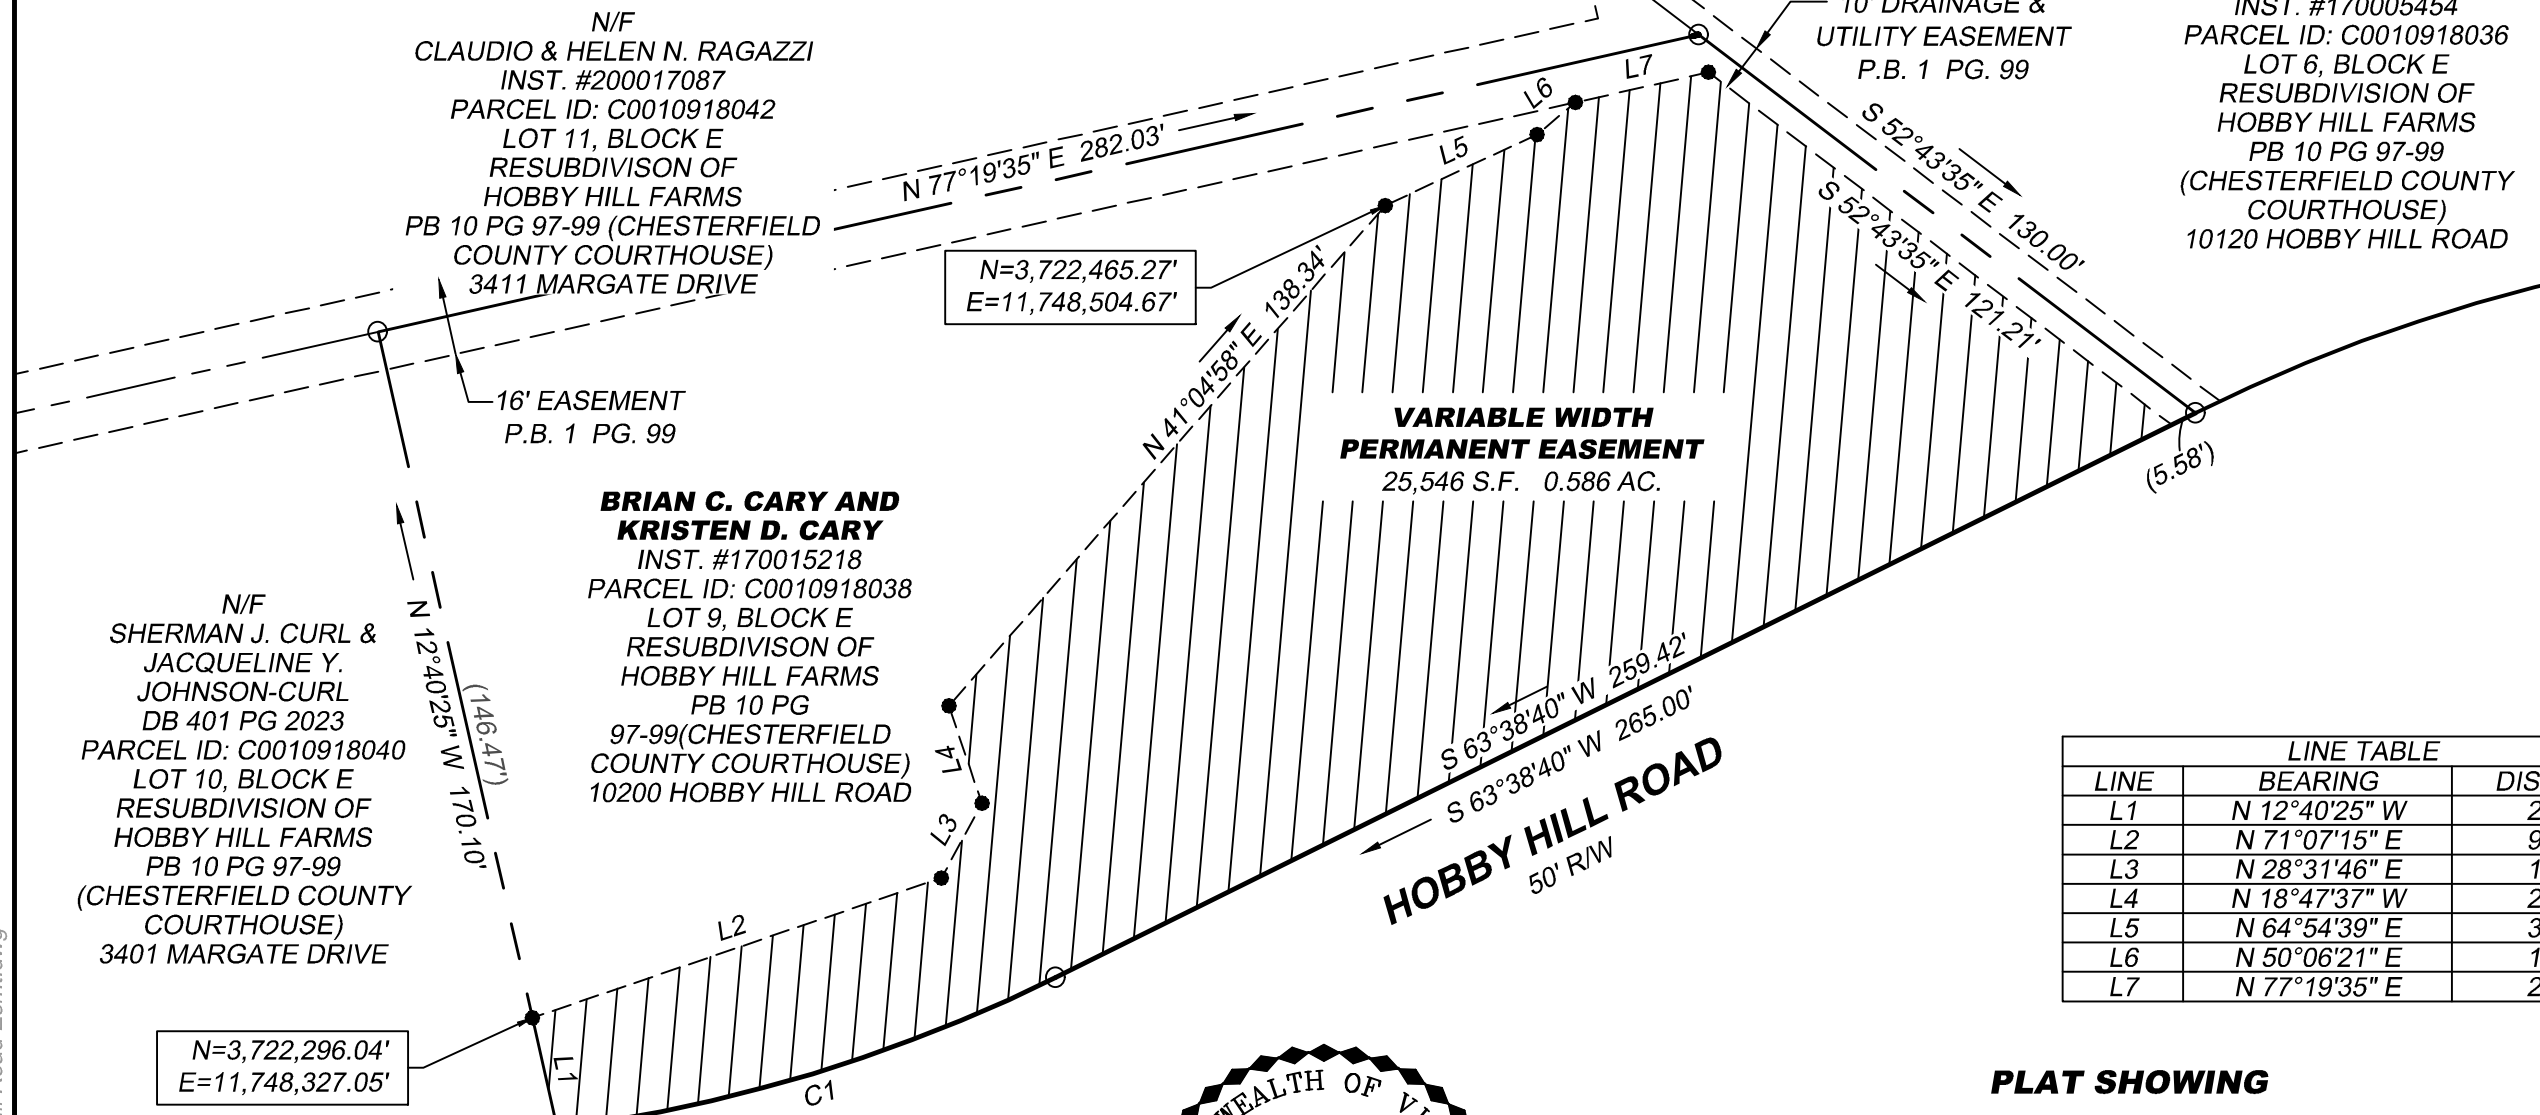 N/F
CLAUDIO & HELEN N. RAGAZZI
INST. #200017087
PARCEL ID: C0010918042
LOT 11, BLOCK E
RESUBDIVISON OF
HOBBY HILL FARMS
PB 10 PG 97-99 (CHESTERFIELD
COUNTY COURTHOUSE)
3411 MARGATE DRIVE
10' DRAINAGE &
UTILITY EASEMENT
P.B. 1 PG. 99
INST. #170005454
PARCEL ID: C0010918036
LOT 6, BLOCK E
RESUBDIVISION OF
HOBBY HILL FARMS
PB 10 PG 97-99
(CHESTERFIELD COUNTY
COURTHOUSE)
10120 HOBBY HILL ROAD
N 77°19'35" E 282.03'
L5
L6
L7
S 52°43'35" E 130.00'
S 52°43'35" E 121.21'
N=3,722,465.27'
E=11,748,504.67'
N 41°04'58" E 138.34'
16' EASEMENT
P.B. 1 PG. 99
VARIABLE WIDTH
PERMANENT EASEMENT
25,546 S.F. 0.586 AC.
(5.58')
BRIAN C. CARY AND
KRISTEN D. CARY
INST. #170015218
PARCEL ID: C0010918038
LOT 9, BLOCK E
RESUBDIVISON OF
HOBBY HILL FARMS
PB 10 PG
97-99(CHESTERFIELD
COUNTY COURTHOUSE)
10200 HOBBY HILL ROAD
N/F
SHERMAN J. CURL &
JACQUELINE Y.
JOHNSON-CURL
DB 401 PG 2023
PARCEL ID: C0010918040
LOT 10, BLOCK E
RESUBDIVISION OF
HOBBY HILL FARMS
PB 10 PG 97-99
(CHESTERFIELD COUNTY
COURTHOUSE)
3401 MARGATE DRIVE
N 12°40'25" W 170.10'
(146.47')
L4
L3
L2
S 63°38'40" W 259.42'
S 63°38'40" W 265.00'
HOBBY HILL ROAD
50' R/W
LINE TABLE
LINE BEARING DIS
L1 N 12°40'25" W 2
L2 N 71°07'15" E 9
L3 N 28°31'46" E 1
L4 N 18°47'37" W 2
L5 N 64°54'39" E 3
L6 N 50°06'21" E 1
L7 N 77°19'35" E 2
N=3,722,296.04'
E=11,748,327.05'
L1
C1
WEALTH OF VI
PLAT SHOWING